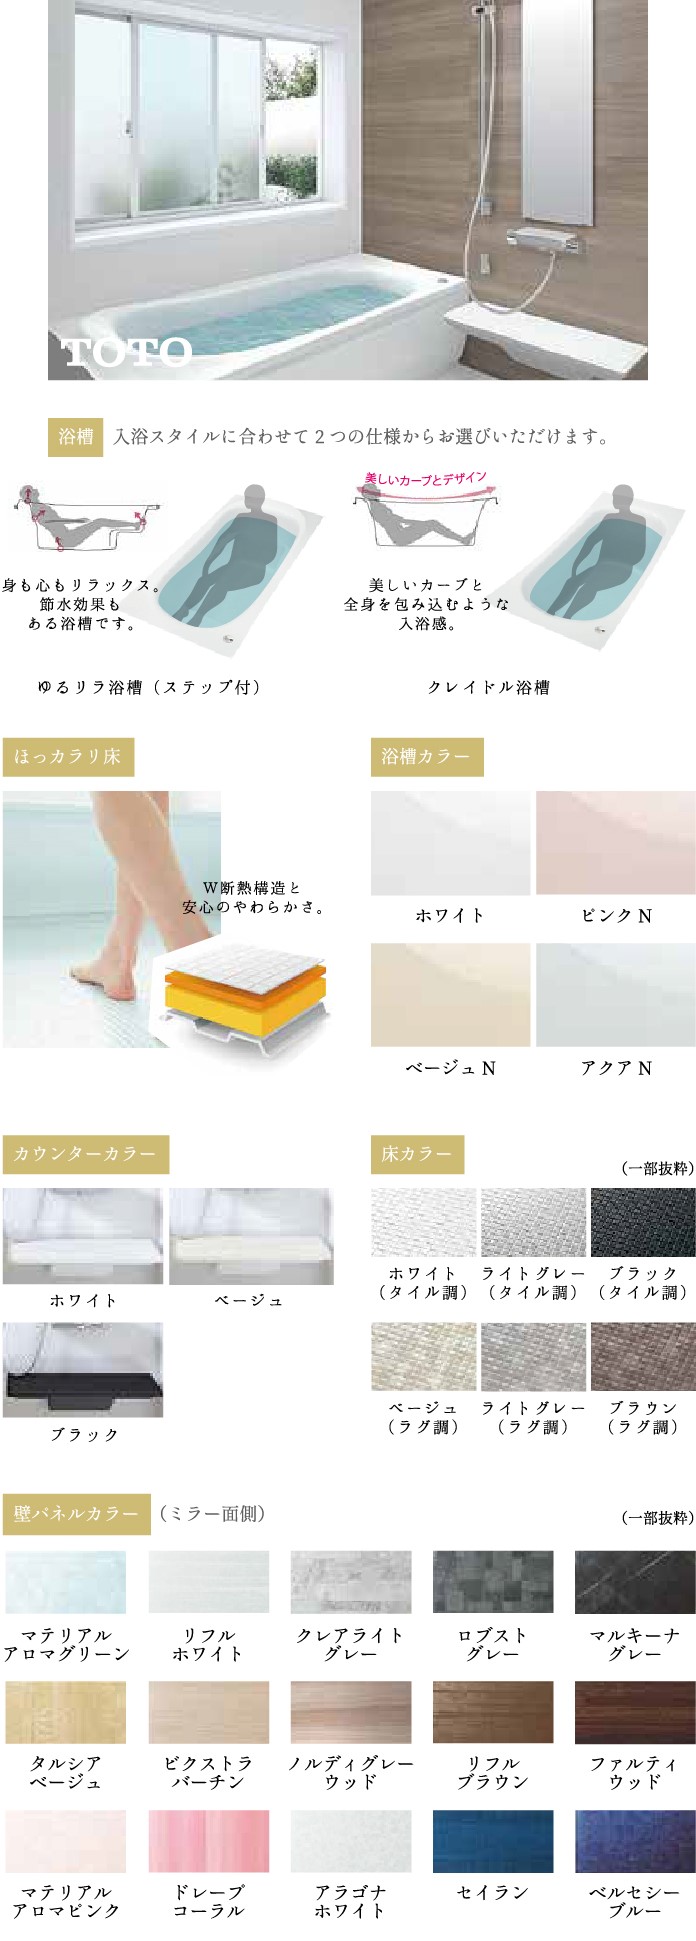 TOTO
浴槽 入浴スタイルに合わせて2つの仕様からお選びいただけます。
美しいカーブとデザイン
身も心もリラックス。
節水効果も
ある浴槽です。
美しいカーブと
全身を包み込むような
入浴感。
ゆるリラ浴槽（ステップ付）
クレイドル浴槽
ほっカラリ床
W断熱構造と
安心のやわらかさ。
浴槽カラー
ホワイト ピンクN
ベージュN アクアN
カウンターカラー
ホワイト ベージュ
ブラック
床カラー （一部抜粋）
ホワイト ライトグレー ブラック
（タイル調） （タイル調） （タイル調）
ベージュ ライトグレー ブラウン
（ラグ調） （ラグ調） （ラグ調）
壁パネルカラー （ミラー面側） （一部抜粋）
マテリアル リフル クレアライト ロブスト マルキーナ
アロマグリーン ホワイト グレー グレー グレー
タルシア ビクストラ ノルディグレー リフル ファルティ
ベージュ バーチン ウッド ブラウン ウッド
マテリアル ドレープ アラゴナ セイラン ベルセシー
アロマピンク コーラル ホワイト ブルー